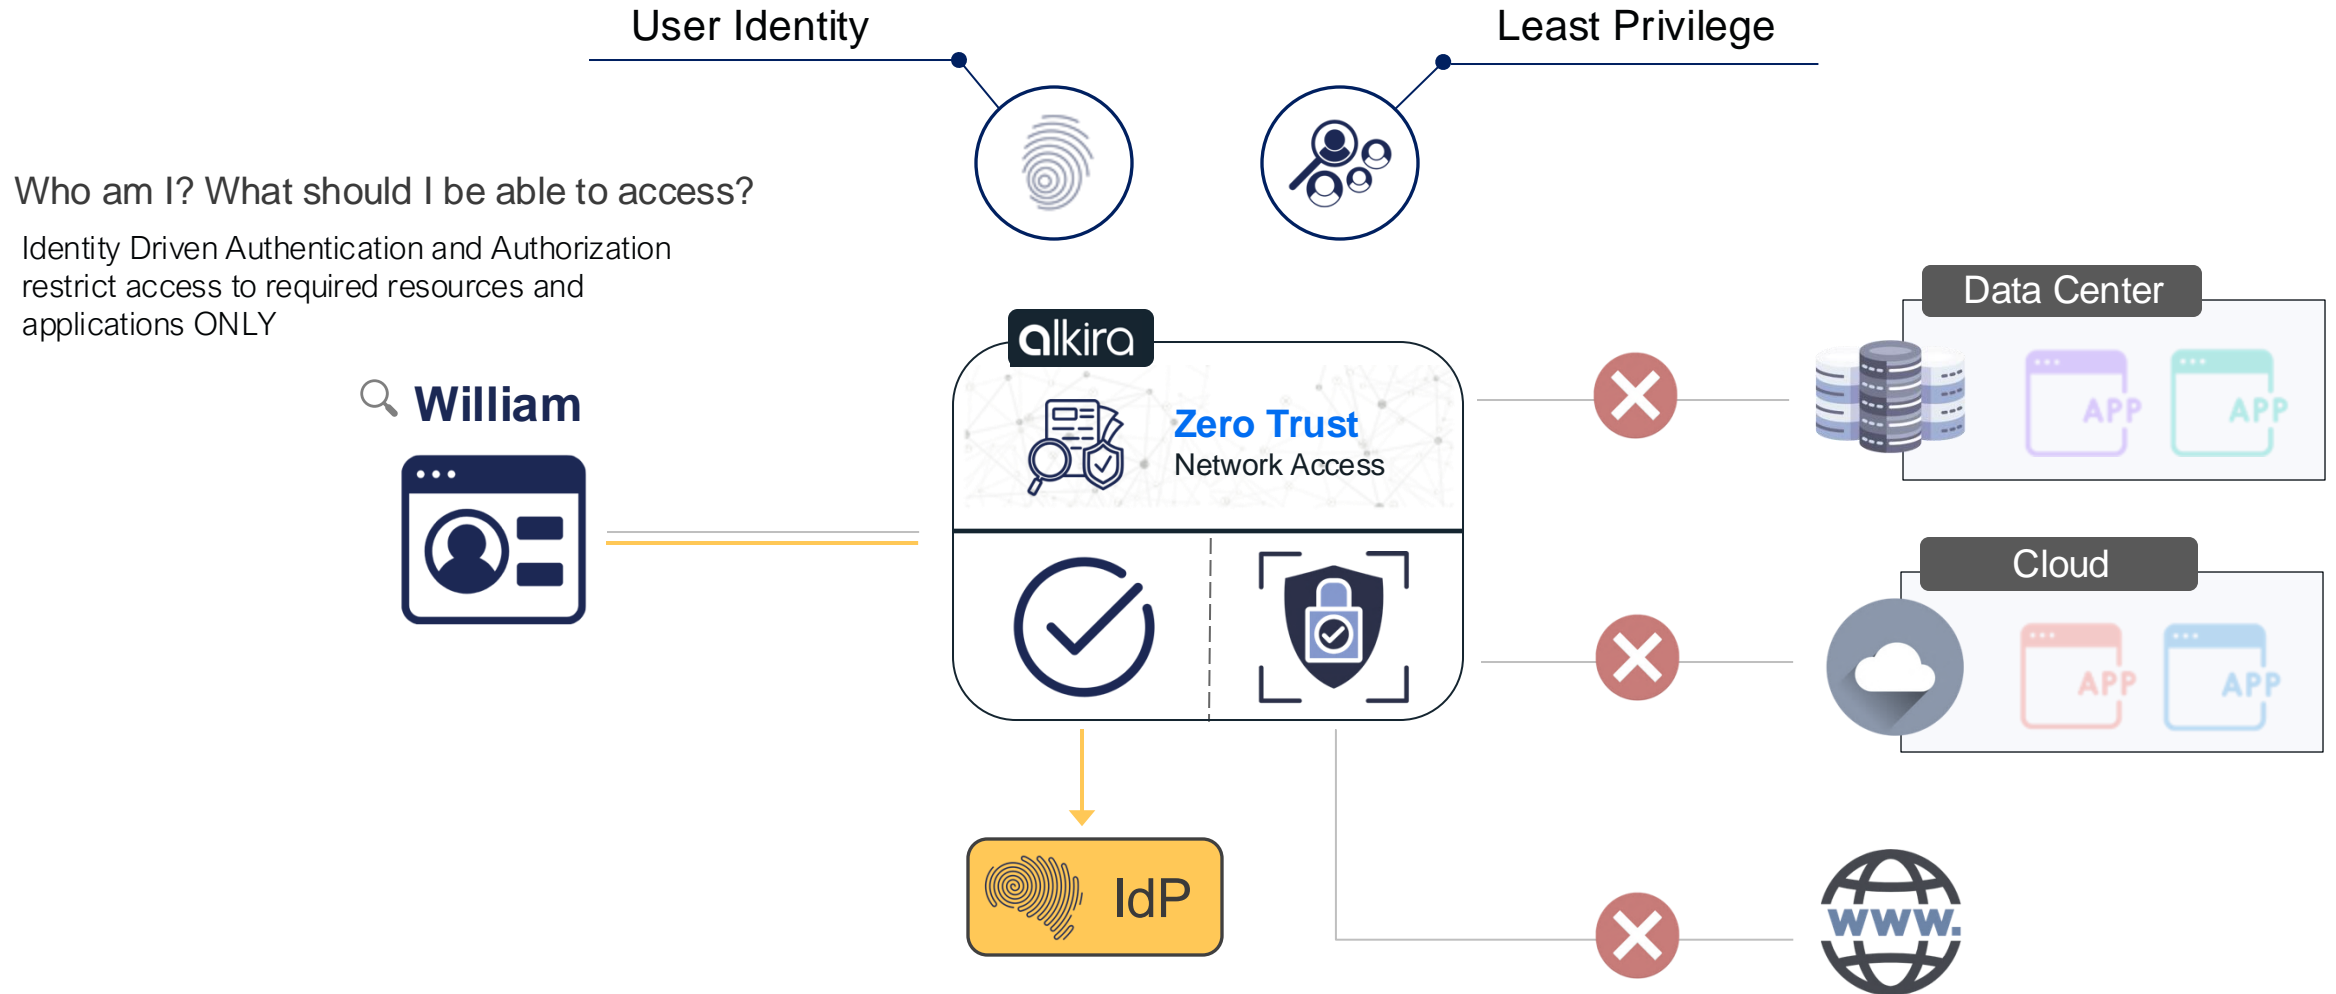 User Identity
Least Privilege
Who am I? What should I be able to access?
Identity Driven Authentication and Authorization
restrict access to required resources and
applications ONLY
William
alkira
Zero Trust
Network Access
IdP
Data Center
APP
APP
Cloud
APP
APP
www.